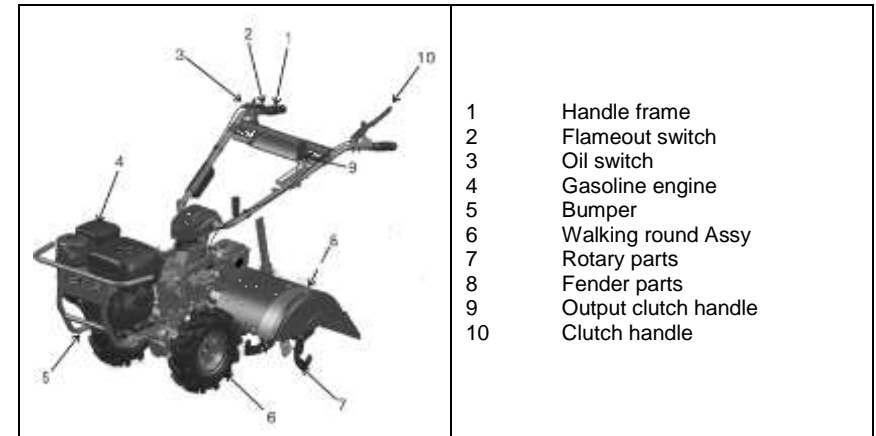 2
1
3
10
9
4
8
5
7
6
1 Handle frame
2 Flameout switch
3 Oil switch
4 Gasoline engine
5 Bumper
6 Walking round Assy
7 Rotary parts
8 Fender parts
9 Output clutch handle
10 Clutch handle